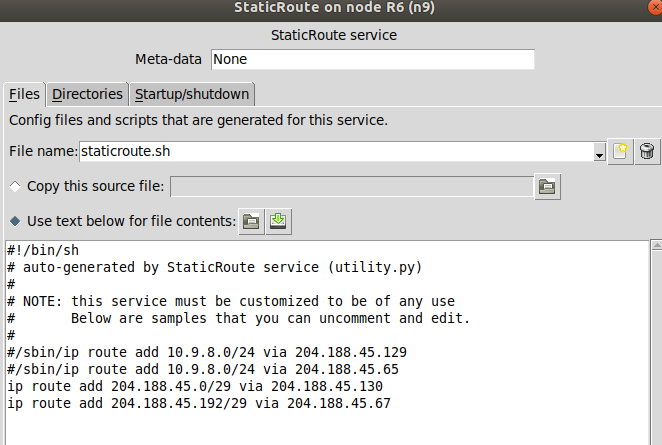 StaticRoute on node R6 (n9)
StaticRoute service
Meta-data None
Files Directories Startup/shutdown
Config files and scripts that are generated for this service.
File name: staticroute.sh
Copy this source file:
Use text below for file contents:
#!/bin/sh
# auto-generated by StaticRoute service (utility.py)
#
# NOTE: this service must be customized to be of any use
#       Below are samples that you can uncomment and edit.
#
#/sbin/ip route add 10.9.8.0/24 via 204.188.45.129
#/sbin/ip route add 10.9.8.0/24 via 204.188.45.65
ip route add 204.188.45.0/29 via 204.188.45.130
ip route add 204.188.45.192/29 via 204.188.45.67